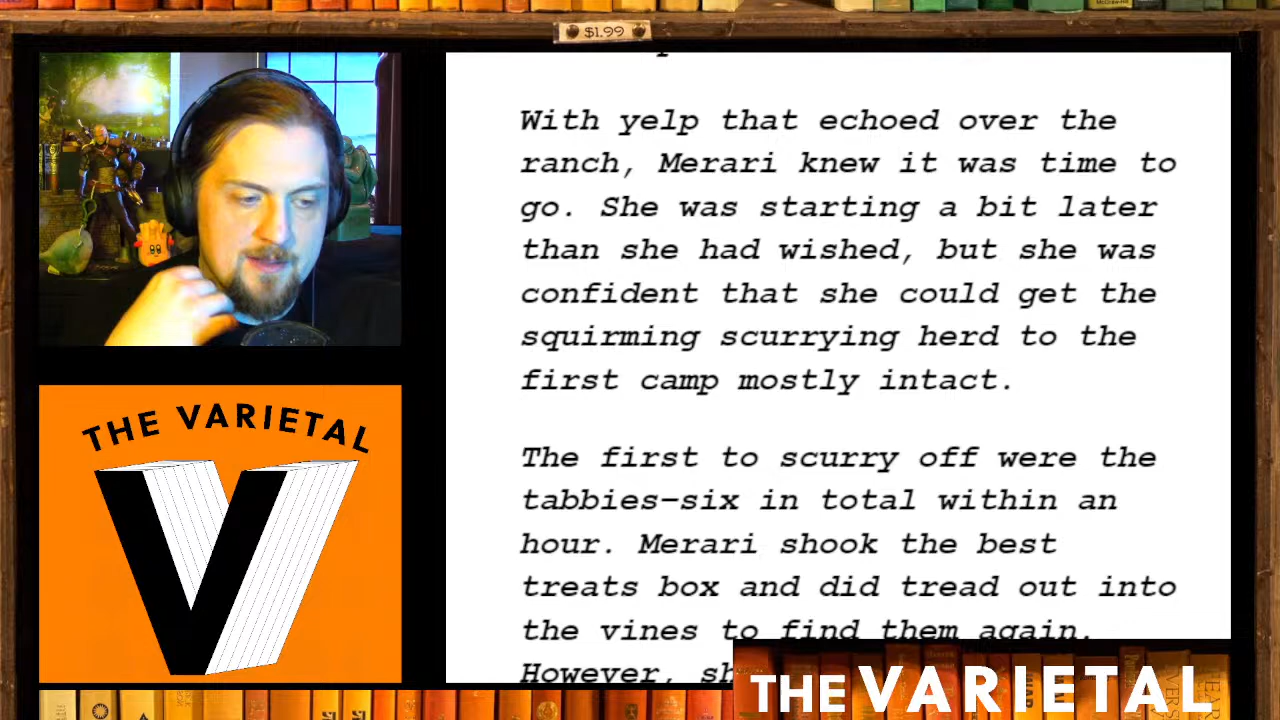 $1.99
With yelp that echoed over the
ranch, Merari knew it was time to
go. She was starting a bit later
than she had wished, but she was
confident that she could get the
squirming scurrying herd to the
first camp mostly intact.
The first to scurry off were the
tabbies-six in total within an
hour. Merari shook the best
treats box and did tread out into
the vines to find them again.
However, sh
THE VARIETAL
THE VARIETAL